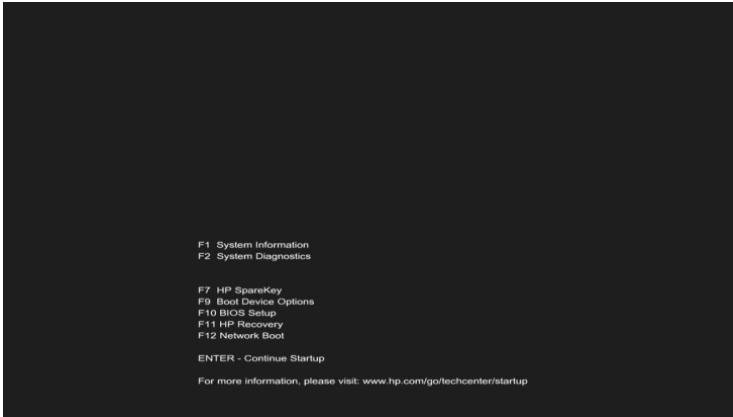 F1 System Information
F2 System Diagnostics
F7 HP SpareKey
F9 Boot Device Options
F10 BIOS Setup
F11 HP Recovery
F12 Network Boot
ENTER - Continue Startup
For more information, please visit: www.hp.com/go/techcenter/startup